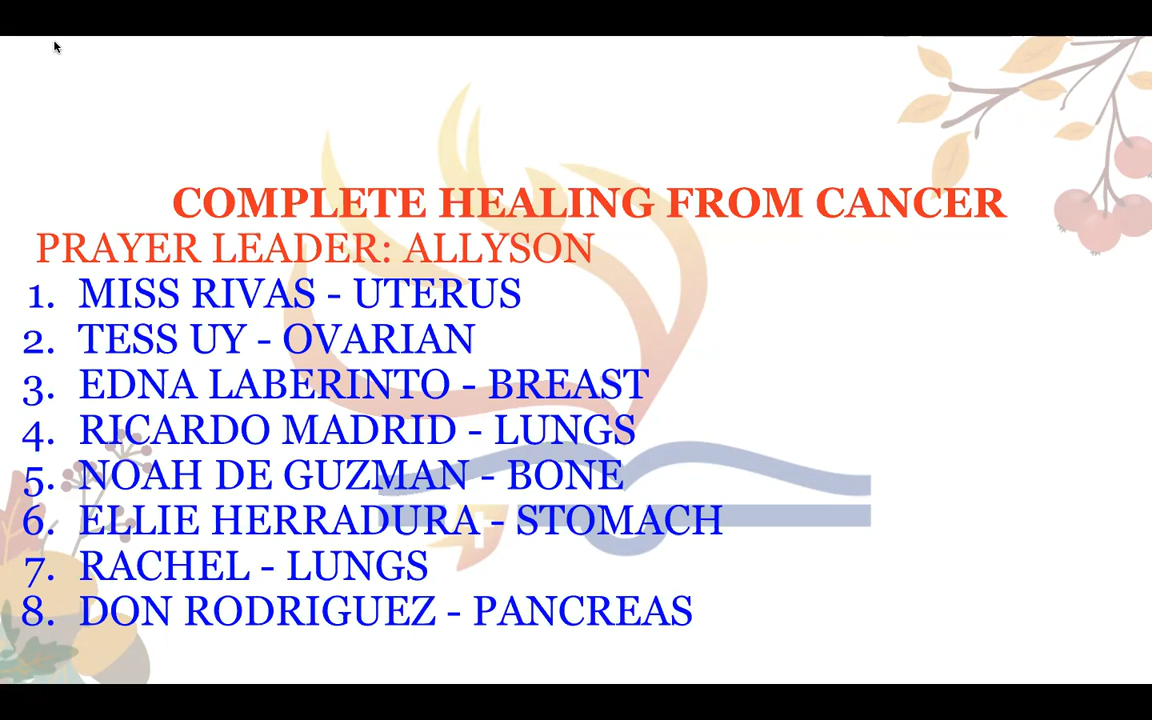 COMPLETE HEALING FROM CANCER
PRAYER LEADER: ALLYSON
1. MISS RIVAS - UTERUS
2. TESS UY - OVARIAN
3. EDNA LABERINTO - BREAST
4. RICARDO MADRID - LUNGS
5. NOAH DE GUZMAN - BONE
6. ELLIE HERRADURA - STOMACH
7. RACHEL - LUNGS
8. DON RODRIGUEZ - PANCREAS